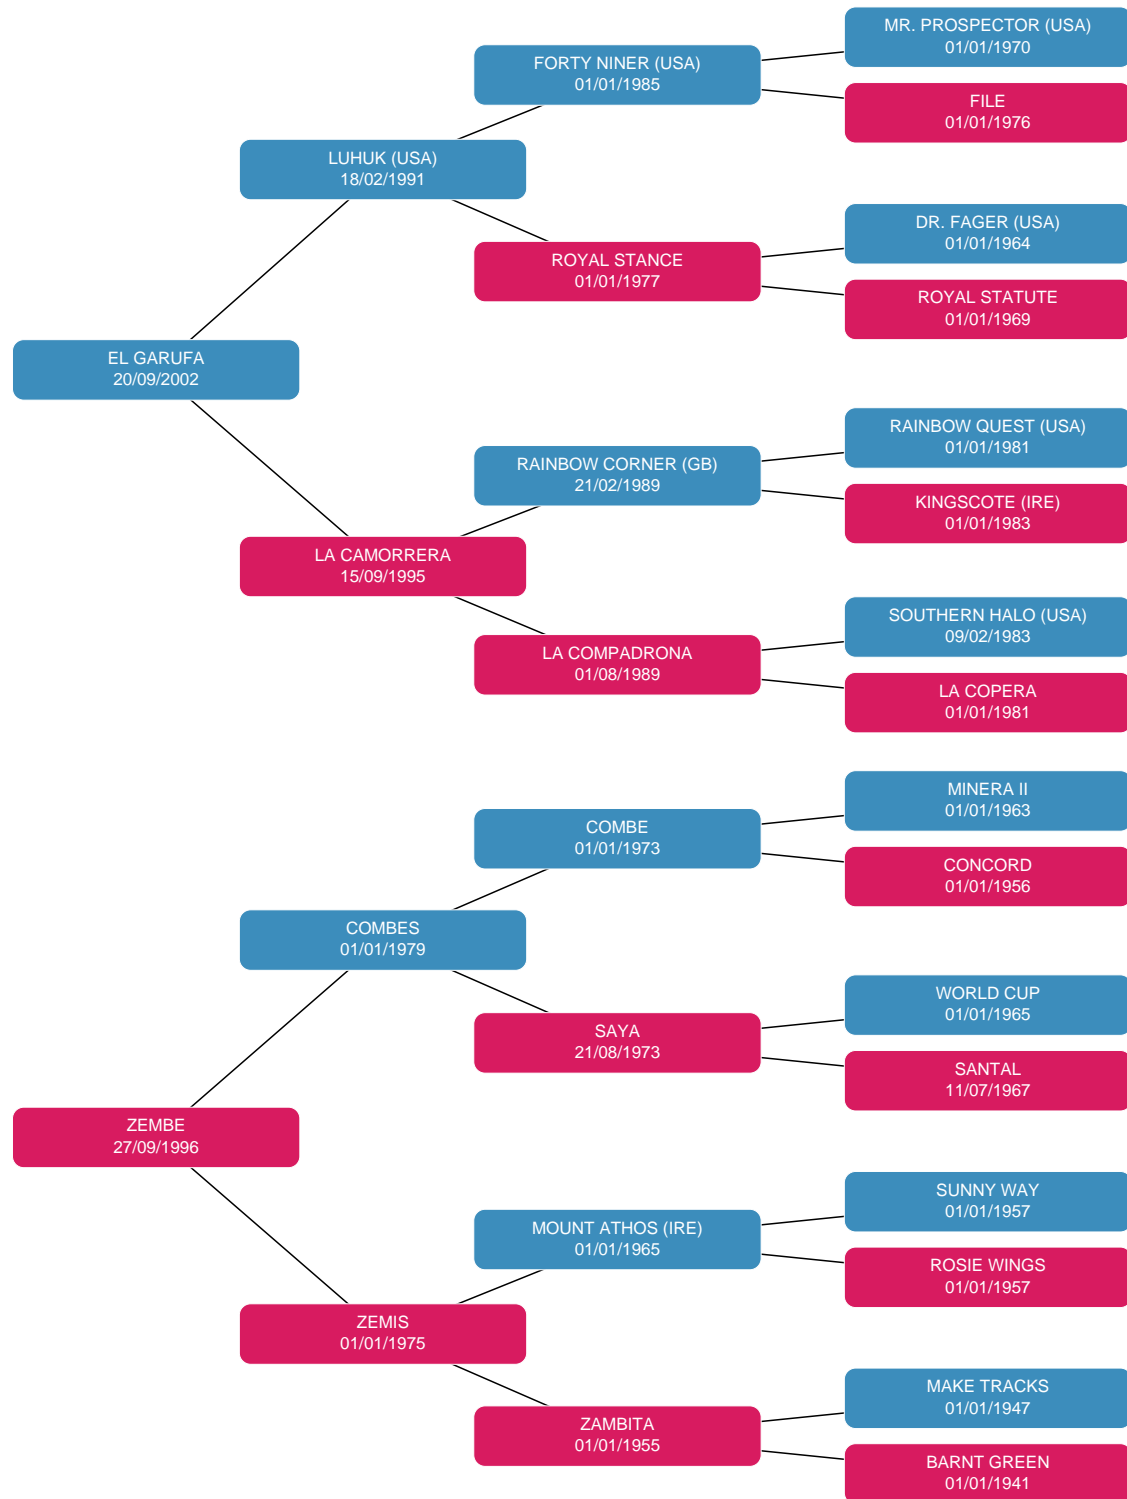 MR. PROSPECTOR (USA)
01/01/1970
FORTY NINER (USA)
01/01/1985
FILE
01/01/1976
LUHUK (USA)
18/02/1991
DR. FAGER (USA)
01/01/1964
ROYAL STANCE
01/01/1977
ROYAL STATUTE
01/01/1969
EL GARUFA
20/09/2002
RAINBOW QUEST (USA)
01/01/1981
RAINBOW CORNER (GB)
21/02/1989
KINGSCOTE (IRE)
01/01/1983
LA CAMORRERA
15/09/1995
SOUTHERN HALO (USA)
09/02/1983
LA COMPADRONA
01/08/1989
LA COPERA
01/01/1981
MINERA II
01/01/1963
COMBE
01/01/1973
CONCORD
01/01/1956
COMBES
01/01/1979
WORLD CUP
01/01/1965
SAYA
21/08/1973
SANTAL
11/07/1967
ZEMBE
27/09/1996
SUNNY WAY
01/01/1957
MOUNT ATHOS (IRE)
01/01/1965
ROSIE WINGS
01/01/1957
ZEMIS
01/01/1975
MAKE TRACKS
01/01/1947
ZAMBITA
01/01/1955
BARNT GREEN
01/01/1941